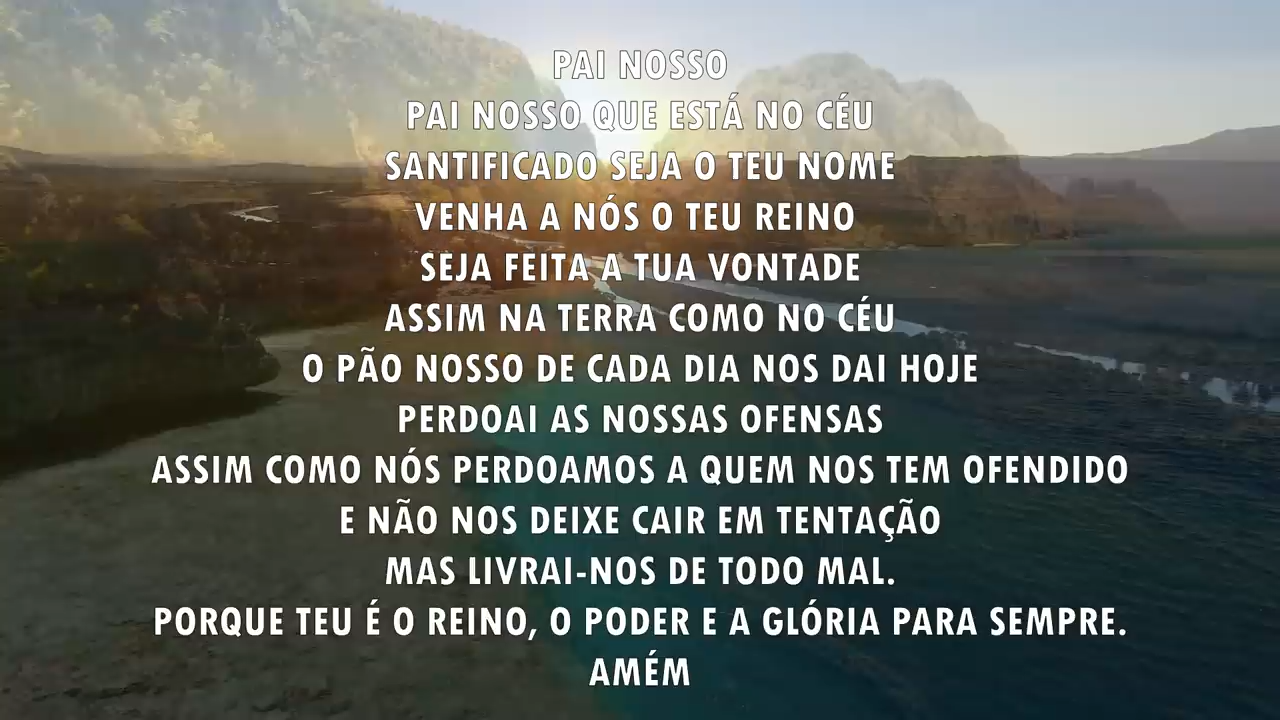 PAI NOSSO
PAI NOSSO QUE ESTÁ NO CÉU
SANTIFICADO SEJA O TEU NOME
VENHA A NÓS O TEU REINO
SEJA FEITA A TUA VONTADE
ASSIM NA TERRA COMO NO CÉU
O PÃO NOSSO DE CADA DIA NOS DAI HOJE
PERDOAI AS NOSSAS OFENSAS
ASSIM COMO NÓS PERDOAMOS A QUEM NOS TEM OFENDIDO
E NÃO NOS DEIXE CAIR EM TENTAÇÃO
MAS LIVRAI-NOS DE TODO MAL.
PORQUE TEU É O REINO, O PODER E A GLÓRIA PARA SEMPRE.
AMÉM